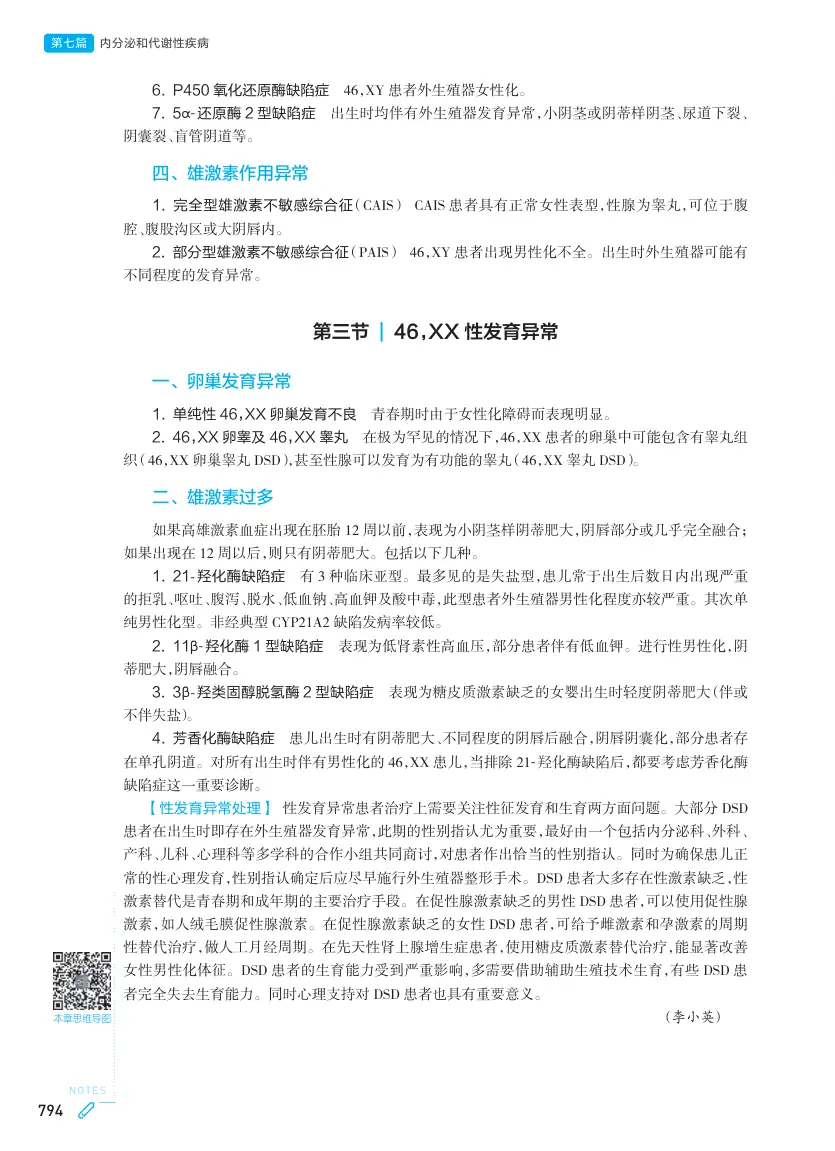 第七篇 内分泌和代谢性疾病
6. P450 氧化还原酶缺陷症 46,XY 患者外生殖器女性化。
7. 5α-还原酶 2 型缺陷症 出生时均伴有外生殖器发育异常,小阴茎或阴蒂样阴茎、尿道下裂、
阴囊裂、盲管阴道等。
四、雄激素作用异常
1. 完全型雄激素不敏感综合征(CAIS) CAIS 患者具有正常女性表型,性腺为睾丸,可位于腹
腔、腹股沟区或大阴唇内。
2. 部分型雄激素不敏感综合征(PAIS) 46,XY 患者出现男性化不全。出生时外生殖器可能有
不同程度的发育异常。
第三节 | 46,XX 性发育异常
一、卵巢发育异常
1. 单纯性 46,XX 卵巢发育不良 青春期时由于女性化障碍而表现明显。
2. 46,XX 卵睾及 46,XX 睾丸 在极为罕见的情况下,46,XX 患者的卵巢中可能包含有睾丸组
织(46,XX 卵巢睾丸 DSD),甚至性腺可以发育为有功能的睾丸(46,XX 睾丸 DSD)。
二、雄激素过多
如果高雄激素血症出现在胚胎 12 周以前,表现为小阴茎样阴蒂肥大,阴唇部分或几乎完全融合;
如果出现在 12 周以后,则只有阴蒂肥大。包括以下几种。
1. 21-羟化酶缺陷症 有 3 种临床亚型。最多见的是失盐型,患儿常于出生后数日内出现严重
的拒乳、呕吐、腹泻、脱水、低血钠、高血钾及酸中毒,此型患者外生殖器男性化程度亦较严重。其次单
纯男性化型。非经典型 CYP21A2 缺陷发病率较低。
2. 11β-羟化酶 1 型缺陷症 表现为低肾素性高血压,部分患者伴有低血钾。进行性男性化,阴
蒂肥大,阴唇融合。
3. 3β-羟类固醇脱氢酶 2 型缺陷症 表现为糖皮质激素缺乏的女婴出生时轻度阴蒂肥大(伴或
不伴失盐)。
4. 芳香化酶缺陷症 患儿出生时有阴蒂肥大、不同程度的阴唇后融合,阴唇阴囊化,部分患者存
在单孔阴道。对所有出生时伴有男性化的 46,XX 患儿,当排除 21-羟化酶缺陷后,都要考虑芳香化酶
缺陷症这一重要诊断。
【性发育异常处理】 性发育异常患者治疗上需要关注性征发育和生育两方面问题。大部分 DSD
患者在出生时即存在外生殖器发育异常,此期的性别指认尤为重要,最好由一个包括内分泌科、外科、
产科、儿科、心理科等多学科的合作小组共同商讨,对患者作出恰当的性别指认。同时为确保患儿正
常的性心理发育,性别指认确定后应尽早施行外生殖器整形手术。DSD 患者大多存在性激素缺乏,性
激素替代是青春期和成年期的主要治疗手段。在促性腺激素缺乏的男性 DSD 患者,可以使用促性腺
激素,如人绒毛膜促性腺激素。在促性腺激素缺乏的女性 DSD 患者,可给予雌激素和孕激素的周期
性替代治疗,做人工月经周期。在先天性肾上腺增生症患者,使用糖皮质激素替代治疗,能显著改善
女性男性化体征。DSD 患者的生育能力受到严重影响,多需要借助辅助生殖技术生育,有些 DSD 患
者完全失去生育能力。同时心理支持对 DSD 患者也具有重要意义。
(李小英)
本章思维导图
NOTES
794